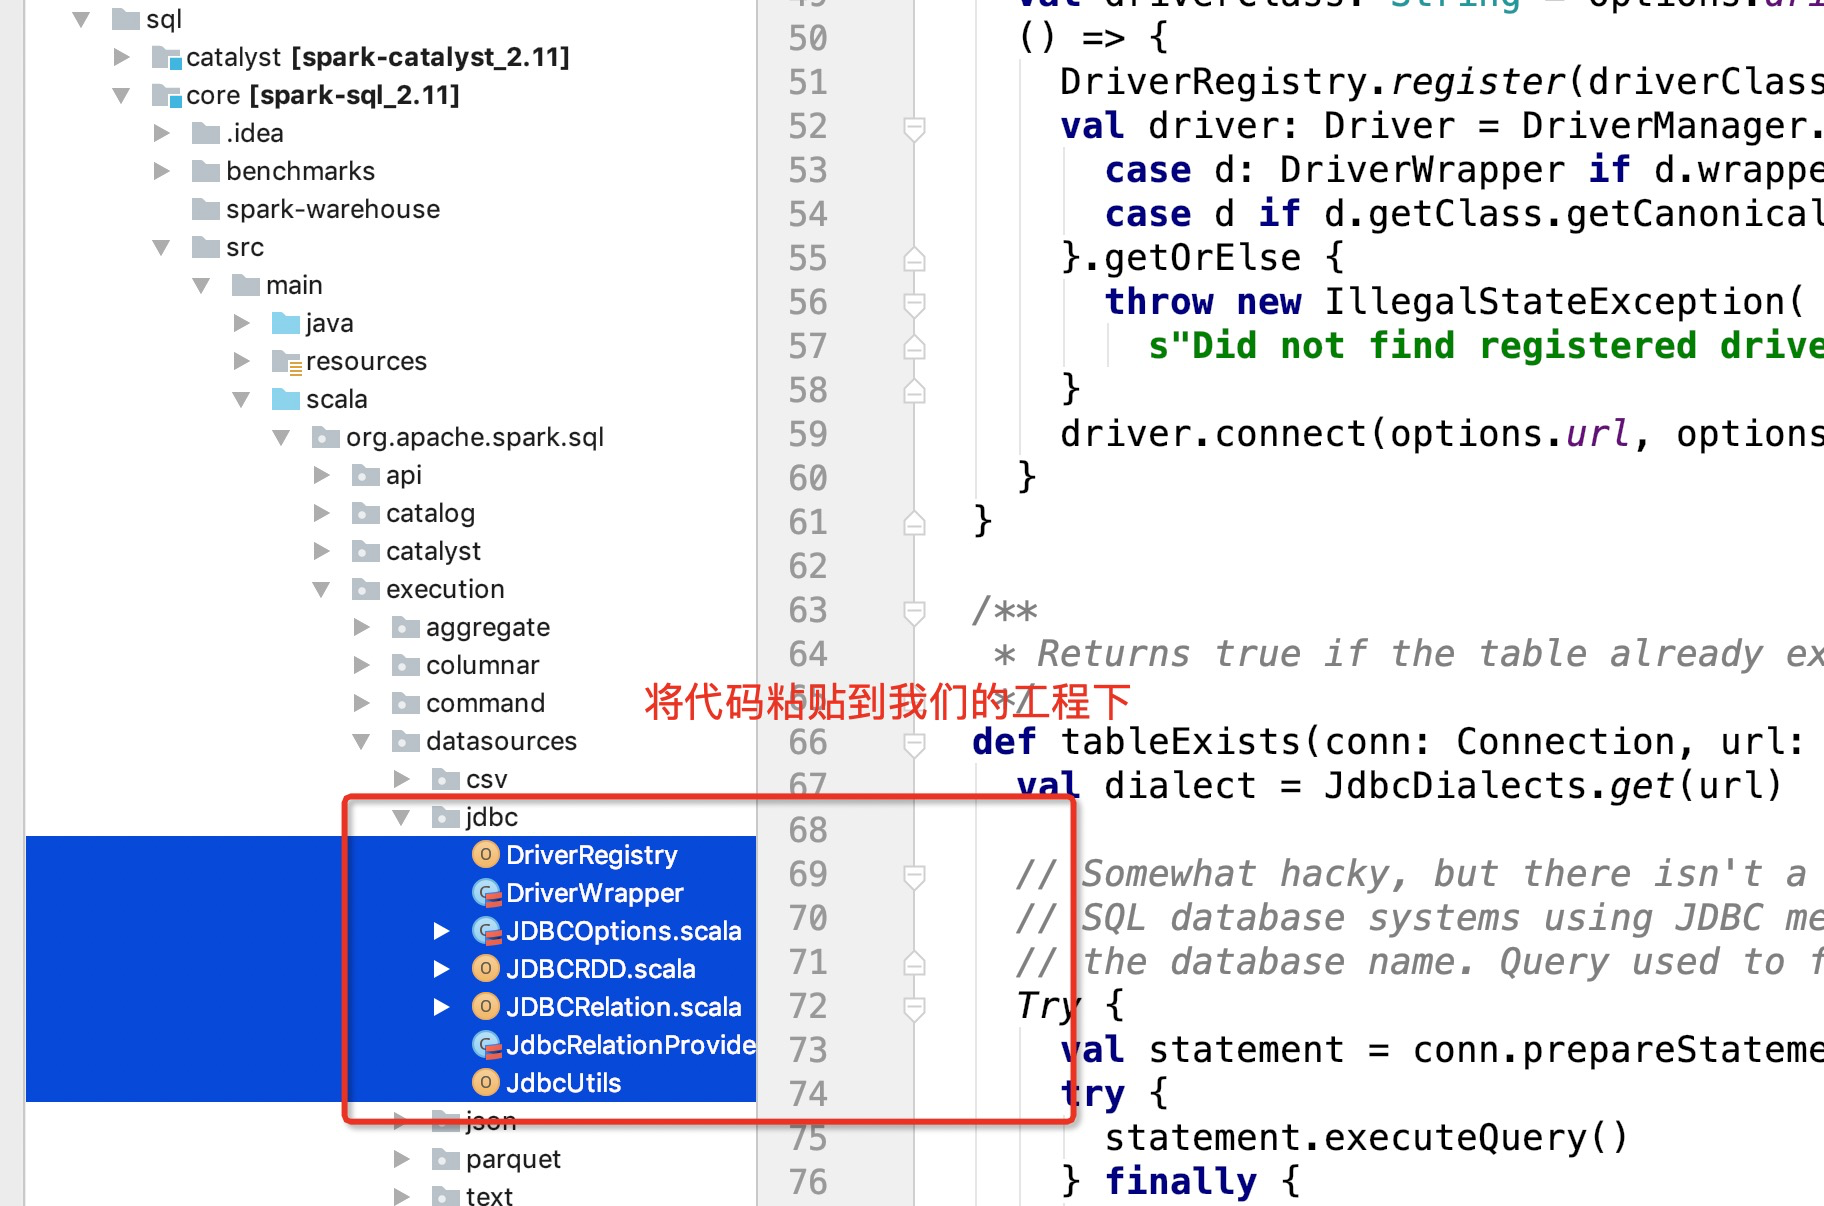 sql
catalyst [spark-catalyst_2.11]
core [spark-sql_2.11]
.idea
benchmarks
spark-warehouse
src
main
java
resources
scala
org.apache.spark.sql
api
catalog
catalyst
execution
aggregate
columnar
command
datasources
csv
jdbc
DriverRegistry
DriverWrapper
JDBCOptions.scala
JDBCRDD.scala
JDBCRelation.scala
JdbcRelationProvide
JdbcUtils
json
parquet
text
将代码粘贴到我们的工程下
50 () => {
51 DriverRegistry.register(driverClass
52 val driver: Driver = DriverManager.
53 case d: DriverWrapper if d.wrappe
54 case d if d.getClass.getCanonical
55 }.getOrElse {
56 throw new IllegalStateException(
57 s"Did not find registered drive
58 }
59 driver.connect(options.url, options
60 }
61 }
62
63 /**
64 * Returns true if the table already ex
*/
66 def tableExists(conn: Connection, url:
67 val dialect = JdbcDialects.get(url)
68
69 // Somewhat hacky, but there isn't a
70 // SQL database systems using JDBC me
71 // the database name. Query used to f
72 Try {
73 val statement = conn.prepareStateme
74 try {
75 statement.executeQuery()
76 } finally {